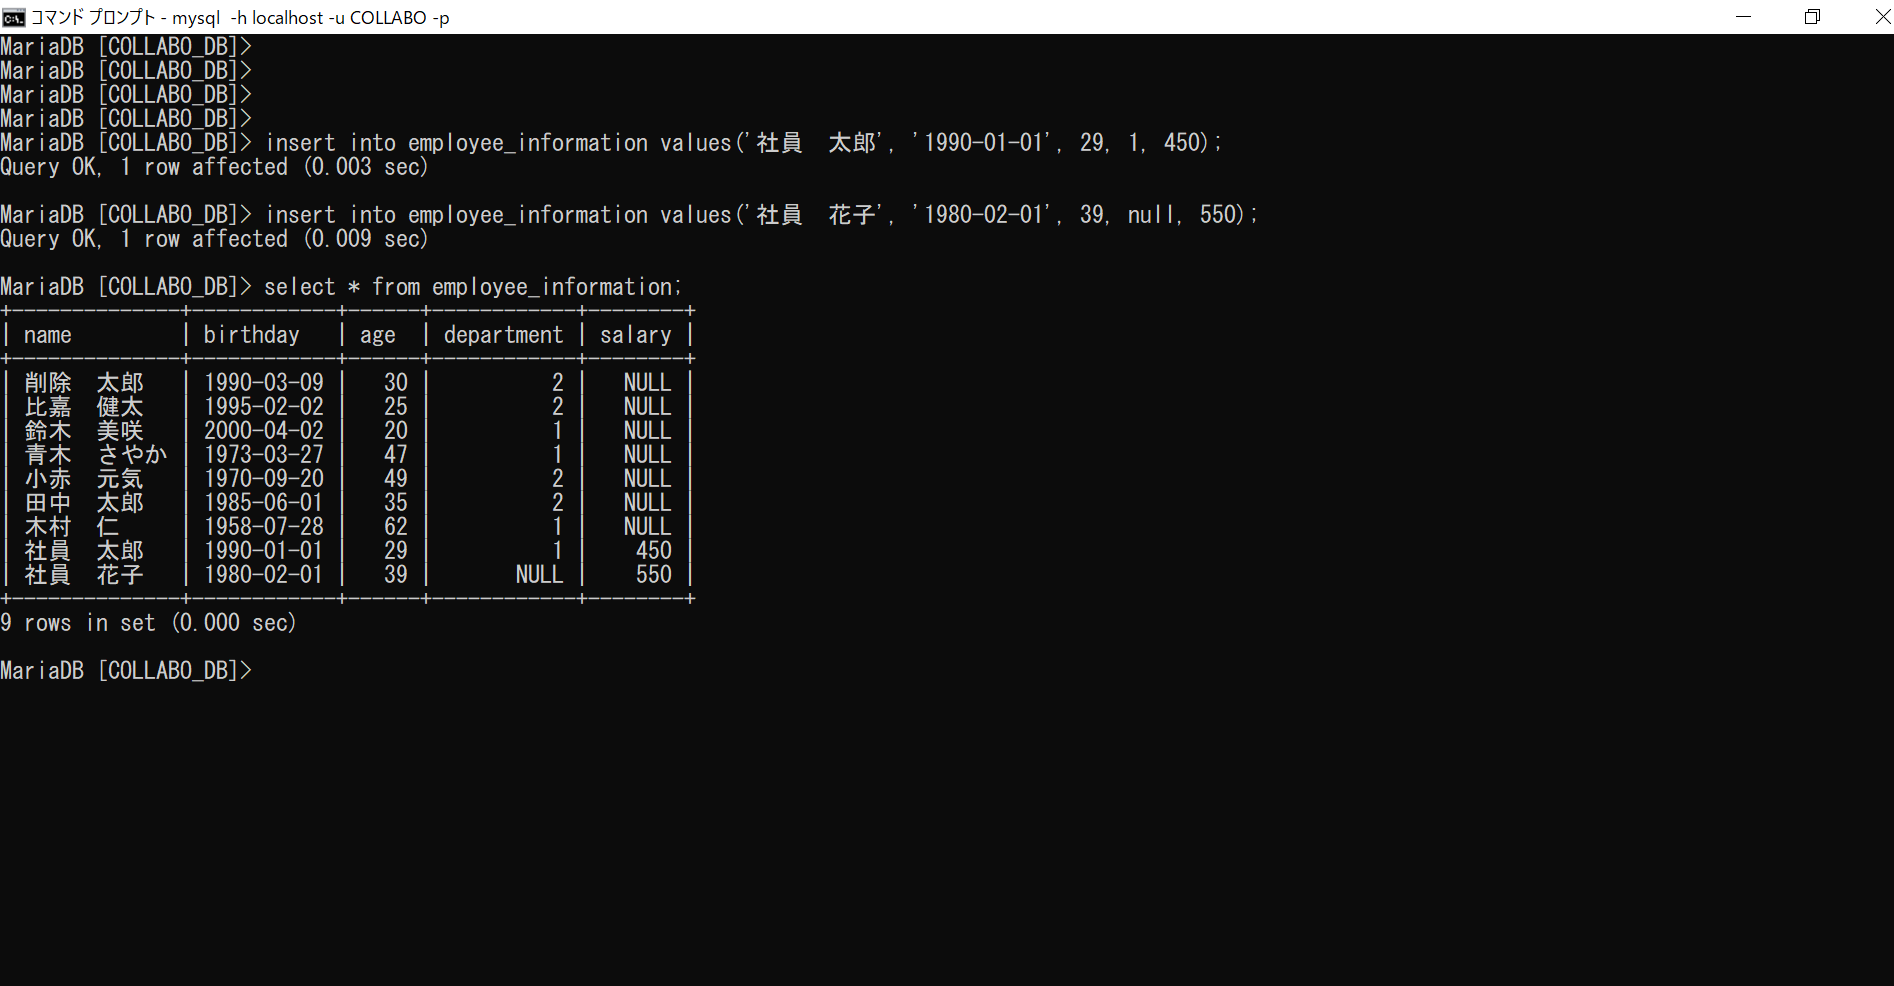 コマンド プロンプト - mysql  -h localhost -u COLLABO -p
MariaDB [COLLABO_DB]>
MariaDB [COLLABO_DB]>
MariaDB [COLLABO_DB]>
MariaDB [COLLABO_DB]>
MariaDB [COLLABO_DB]> insert into employee_information values('社員　太郎', '1990-01-01', 29, 1, 450);
Query OK, 1 row affected (0.003 sec)

MariaDB [COLLABO_DB]> insert into employee_information values('社員　花子', '1980-02-01', 39, null, 550);
Query OK, 1 row affected (0.009 sec)

MariaDB [COLLABO_DB]> select * from employee_information;
+--------------+------------+------+------------+--------+
| name         | birthday   | age  | department | salary |
+--------------+------------+------+------------+--------+
| 削除　太郎   | 1990-03-09 |   30 |          2 |   NULL |
| 比嘉　健太   | 1995-02-02 |   25 |          2 |   NULL |
| 鈴木　美咲   | 2000-04-02 |   20 |          1 |   NULL |
| 青木　さやか | 1973-03-27 |   47 |          1 |   NULL |
| 小赤　元気   | 1970-09-20 |   49 |          2 |   NULL |
| 田中　太郎   | 1985-06-01 |   35 |          2 |   NULL |
| 木村　仁     | 1958-07-28 |   62 |          1 |   NULL |
| 社員　太郎   | 1990-01-01 |   29 |          1 |    450 |
| 社員　花子   | 1980-02-01 |   39 |       NULL |    550 |
+--------------+------------+------+------------+--------+
9 rows in set (0.000 sec)

MariaDB [COLLABO_DB]>